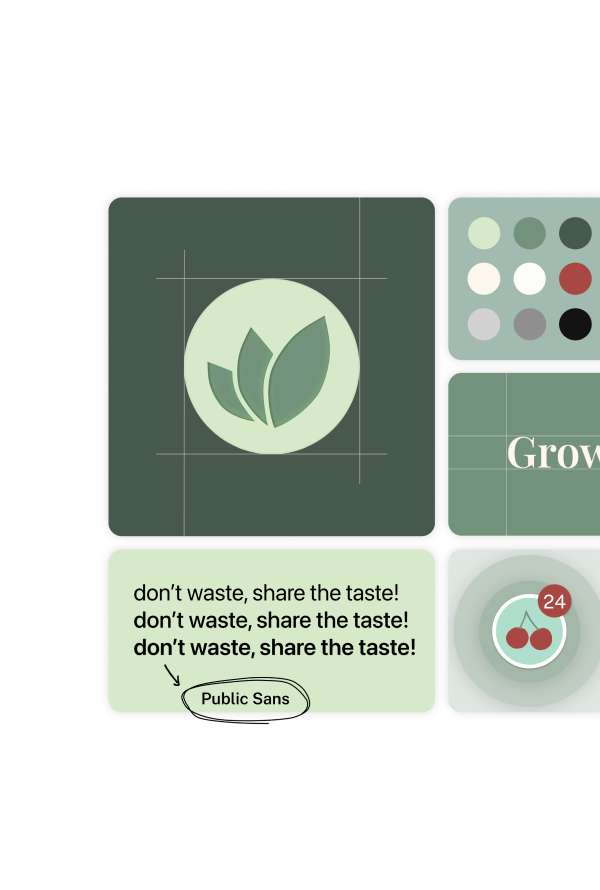 Grow
24
don’t waste, share the taste!
don’t waste, share the taste!
don’t waste, share the taste!
Public Sans